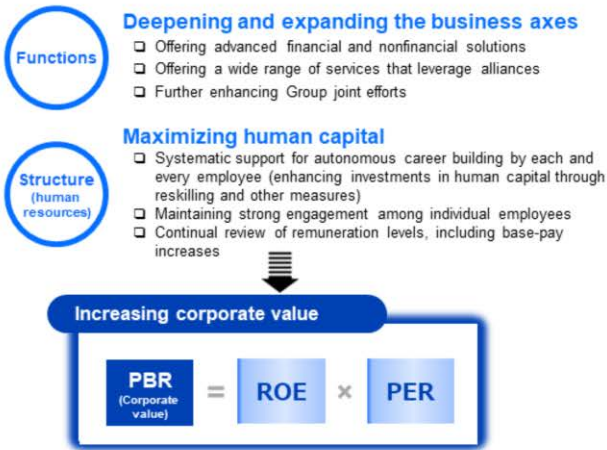 Functions
Deepening and expanding the business axes
❑ Offering advanced financial and nonfinancial solutions
❑ Offering a wide range of services that leverage alliances
❑ Further enhancing Group joint efforts
Structure
(human
resources)
Maximizing human capital
❑ Systematic support for autonomous career building by each and
every employee (enhancing investments in human capital through
reskilling and other measures)
❑ Maintaining strong engagement among individual employees
❑ Continual review of remuneration levels, including base-pay
increases
Increasing corporate value
PBR
(Corporate
value)
= ROE × PER